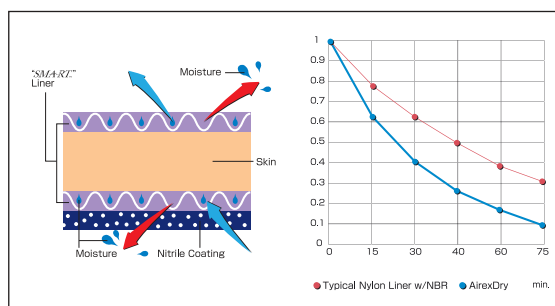 "SMART."
Liner
Moisture
Skin
Moisture
Nitrile Coating
1
0.9
0.8
0.7
0.6
0.5
0.4
0.3
0.2
0.1
0
0 15 30 40 60 75
Typical Nylon Liner w/NBR AirexDry min.